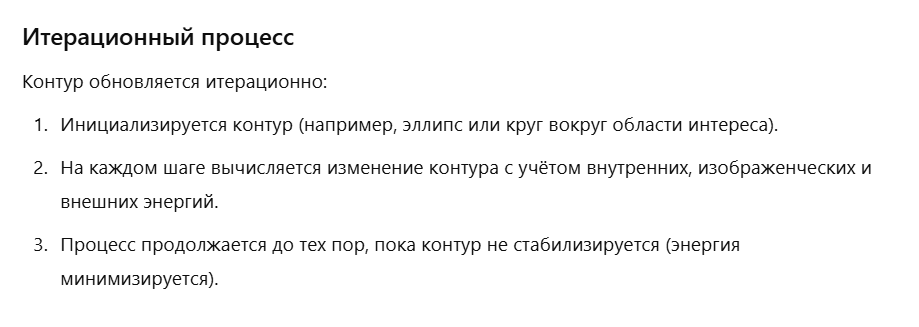 Итерационный процесс
Контур обновляется итерационно:
1. Инициализируется контур (например, эллипс или круг вокруг области интереса).
2. На каждом шаге вычисляется изменение контура с учётом внутренних, изображенческих и
внешних энергий.
3. Процесс продолжается до тех пор, пока контур не стабилизируется (энергия
минимизируется).